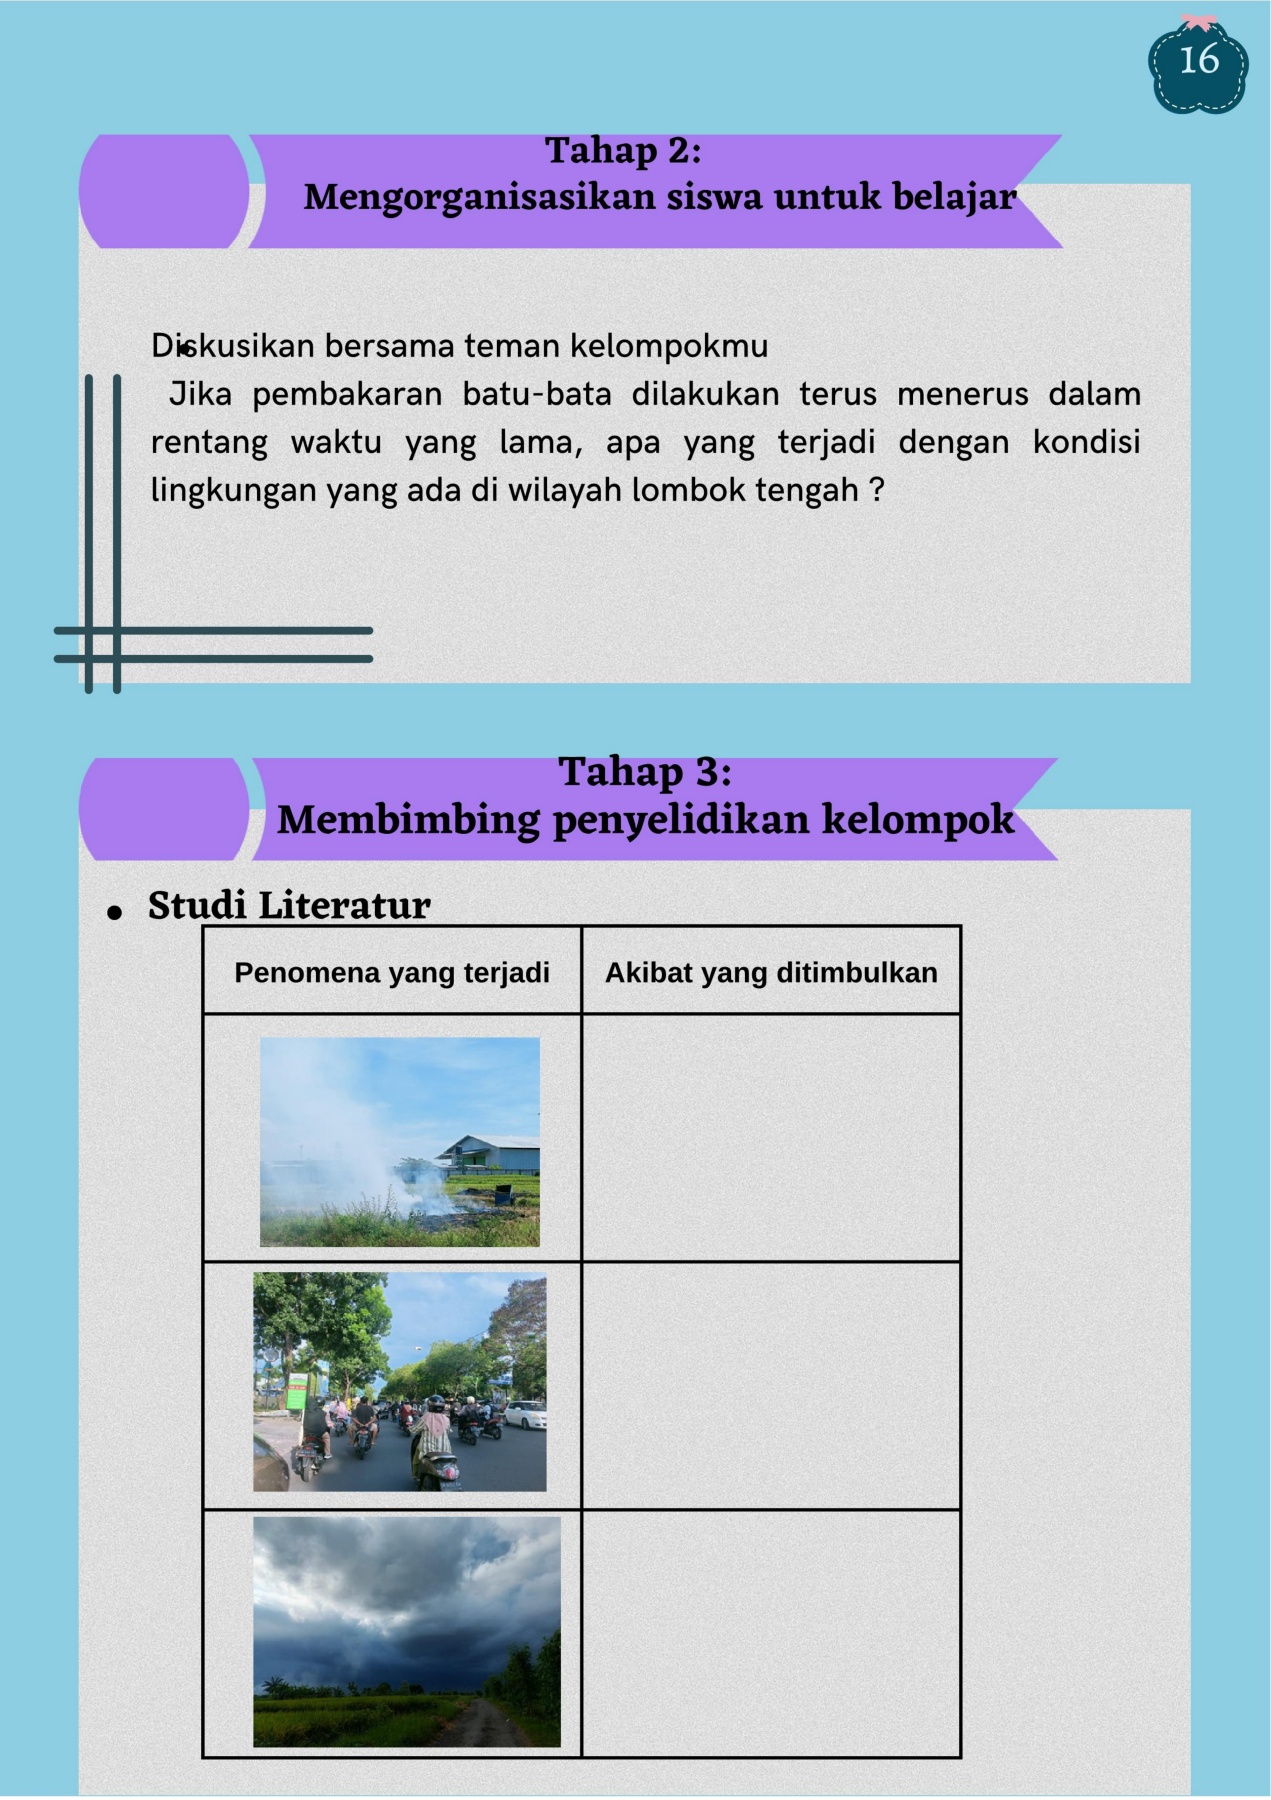 16
Tahap 2:
Mengorganisasikan siswa untuk belajar
Diskusikan bersama teman kelompokmu
Jika pembakaran batu-bata dilakukan terus menerus dalam
rentang waktu yang lama, apa yang terjadi dengan kondisi
lingkungan yang ada di wilayah lombok tengah ?
Tahap 3:
Membimbing penyelidikan kelompok
• Studi Literatur
Penomena yang terjadi
Akibat yang ditimbulkan